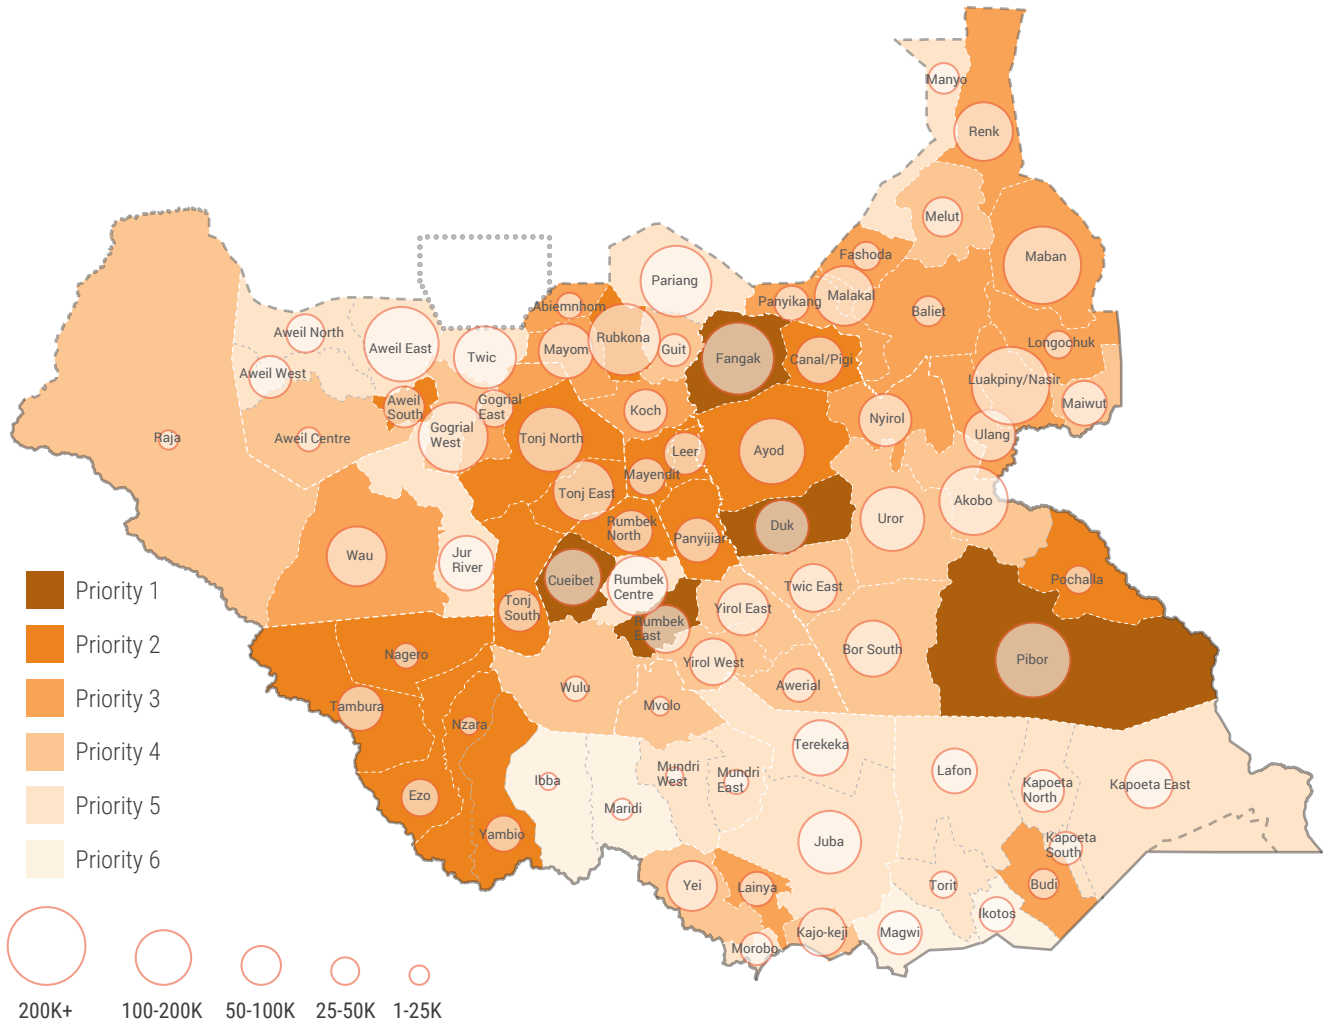 Manyo
Renk
Melut
Fashoda
Maban
Pariang
Malakal
Panyikang
Abiemnhom
Baliet
Aweil North
Aweil East
Rubkona
Longochuk
Twic
Mayom
Guit
Fangak
Canal/Pigi
Aweil West
Luakpiny/Nasir
Gogrial
East
Aweil
South
Koch
Maiwut
Nyirol
Raja
Aweil Centre
Gogrial
West
Tonj North
Leer
Ayod
Ulang
Mayendit
Tonj East
Akobo
Rumbek
North
Uror
Duk
Panyijiar
Wau
Jur
River
Cueibet
Rumbek
Centre
Twic East
Pochalla
Tonj
South
Yirol East
Rumbek
East
Nagero
Yirol West
Bor South
Pibor
Wulu
Awerial
Tambura
Mvolo
Nzara
Terekeka
Mundri
West
Mundri
East
Lafon
Kapoeta
North
Kapoeta East
Ibba
Ezo
Maridi
Yambio
Juba
Kapoeta
South
Yei
Lainya
Torit
Budi
Ikotos
Kajo-keji
Magwi
Morobo
Priority 1
Priority 2
Priority 3
Priority 4
Priority 5
Priority 6
200K+
100-200K
50-100K
25-50K
1-25K